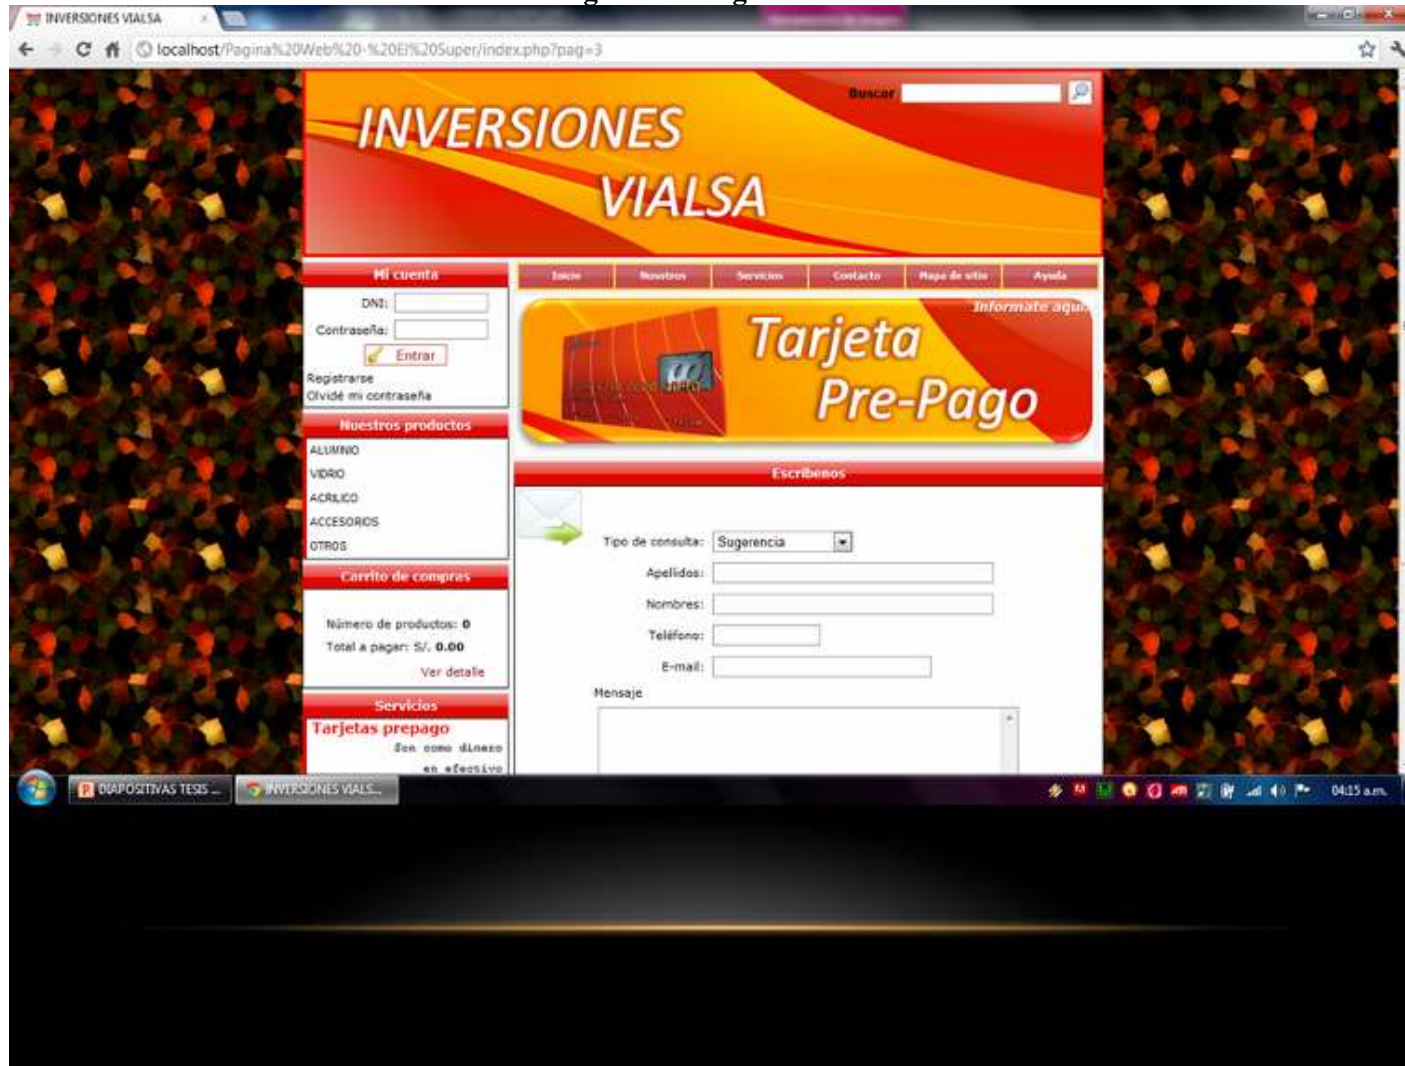 INVERSIONES VIALSA
localhost/Pagina%20Web%20-%20El%20Super/index.php?pag=3
Buscar
INVERSIONES
VIALSA
Mi cuenta
DNI:
Contraseña:
Entrar
Registrarse
Olvidé mi contraseña
Inicio Nosotros Servicios Contacto Mapa de sitio Ayuda
Informate aqui
Tarjeta
Pre-Pago
Nuestros productos
ALUMINIO
VIDRIO
ACRILICO
ACCESORIOS
OTROS
Carrito de compras
Número de productos: 0
Total a pagar: S/. 0.00
Ver detalle
Servicios
Tarjetas prepago
Son como dinero
en efectivo
Escribenos
Tipo de consulta: Sugerencia
Apellidos:
Nombres:
Teléfono:
E-mail:
Mensaje
DIAPOSITIVAS TESIS ...
INVERSIONES VIALS...
04:15 a.m.